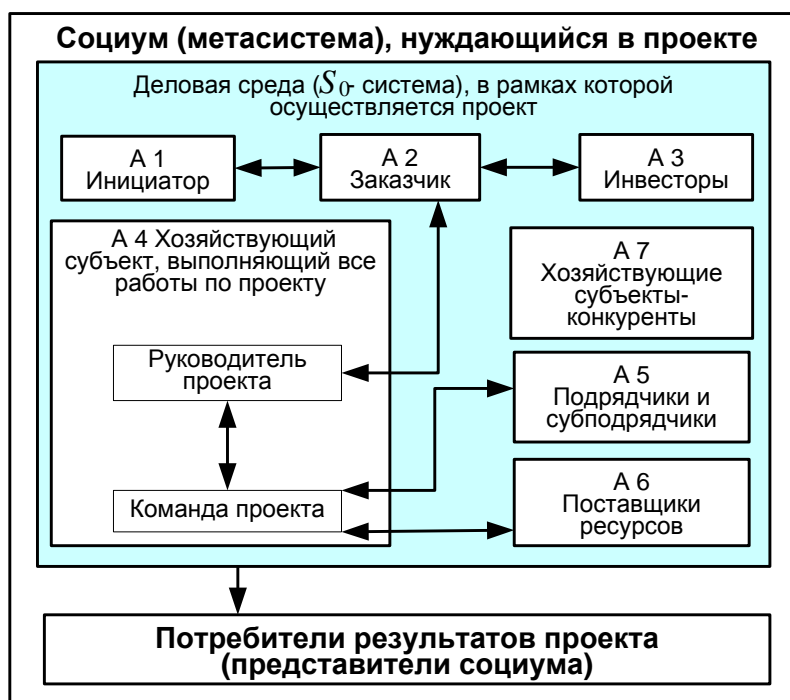 Социум (метасистема), нуждающийся в проекте
Деловая среда (S0- система), в рамках которой
осуществляется проект
А 1
Инициатор
А 2
Заказчик
А 3
Инвесторы
А 4 Хозяйствующий
субъект, выполняющий все
работы по проекту
Руководитель
проекта
Команда проекта
А 7
Хозяйствующие
субъекты-
конкуренты
А 5
Подрядчики и
субподрядчики
А 6
Поставщики
ресурсов
Потребители результатов проекта
(представители социума)